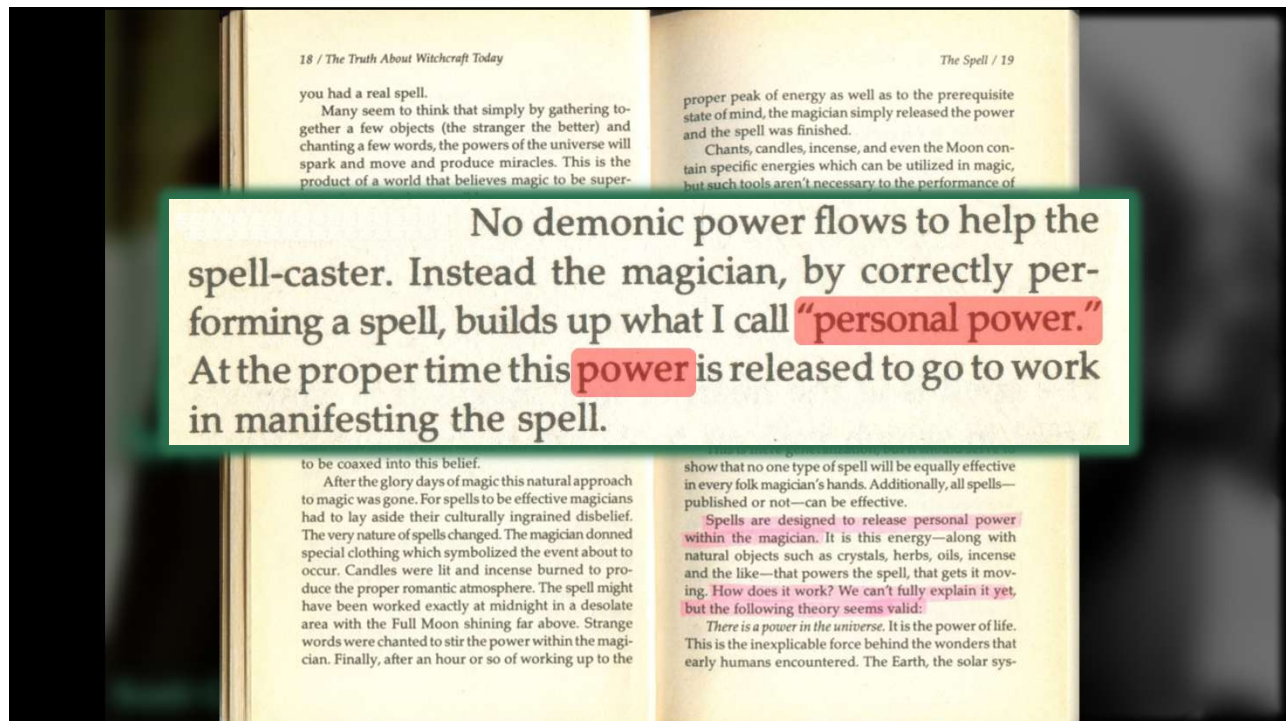 18 / The Truth About Witchcraft Today
you had a real spell.
Many seem to think that simply by gathering to-
gether a few objects (the stranger the better) and
chanting a few words, the powers of the universe will
spark and move and produce miracles. This is the
product of a world that believes magic to be super-
The Spell / 19
proper peak of energy as well as to the prerequisite
state of mind, the magician simply released the power
and the spell was finished.
Chants, candles, incense, and even the Moon con-
tain specific energies which can be utilized in magic,
but such tools aren't necessary to the performance of
No demonic power flows to help the
spell-caster. Instead the magician, by correctly per-
forming a spell, builds up what I call “personal power.”
At the proper time this power is released to go to work
in manifesting the spell.
to be coaxed into this belief.
After the glory days of magic this natural approach
to magic was gone. For spells to be effective magicians
had to lay aside their culturally ingrained disbelief.
The very nature of spells changed. The magician donned
special clothing which symbolized the event about to
occur. Candles were lit and incense burned to pro-
duce the proper romantic atmosphere. The spell might
have been worked exactly at midnight in a desolate
area with the Full Moon shining far above. Strange
words were chanted to stir the power within the magi-
cian. Finally, after an hour or so of working up to the
show that no one type of spell will be equally effective
in every folk magician's hands. Additionally, all spells—
published or not—can be effective.
Spells are designed to release personal power
within the magician. It is this energy—along with
natural objects such as crystals, herbs, oils, incense
and the like—that powers the spell, that gets it mov-
ing. How does it work? We can't fully explain it yet,
but the following theory seems valid:
There is a power in the universe. It is the power of life.
This is the inexplicable force behind the wonders that
early humans encountered. The Earth, the solar sys-